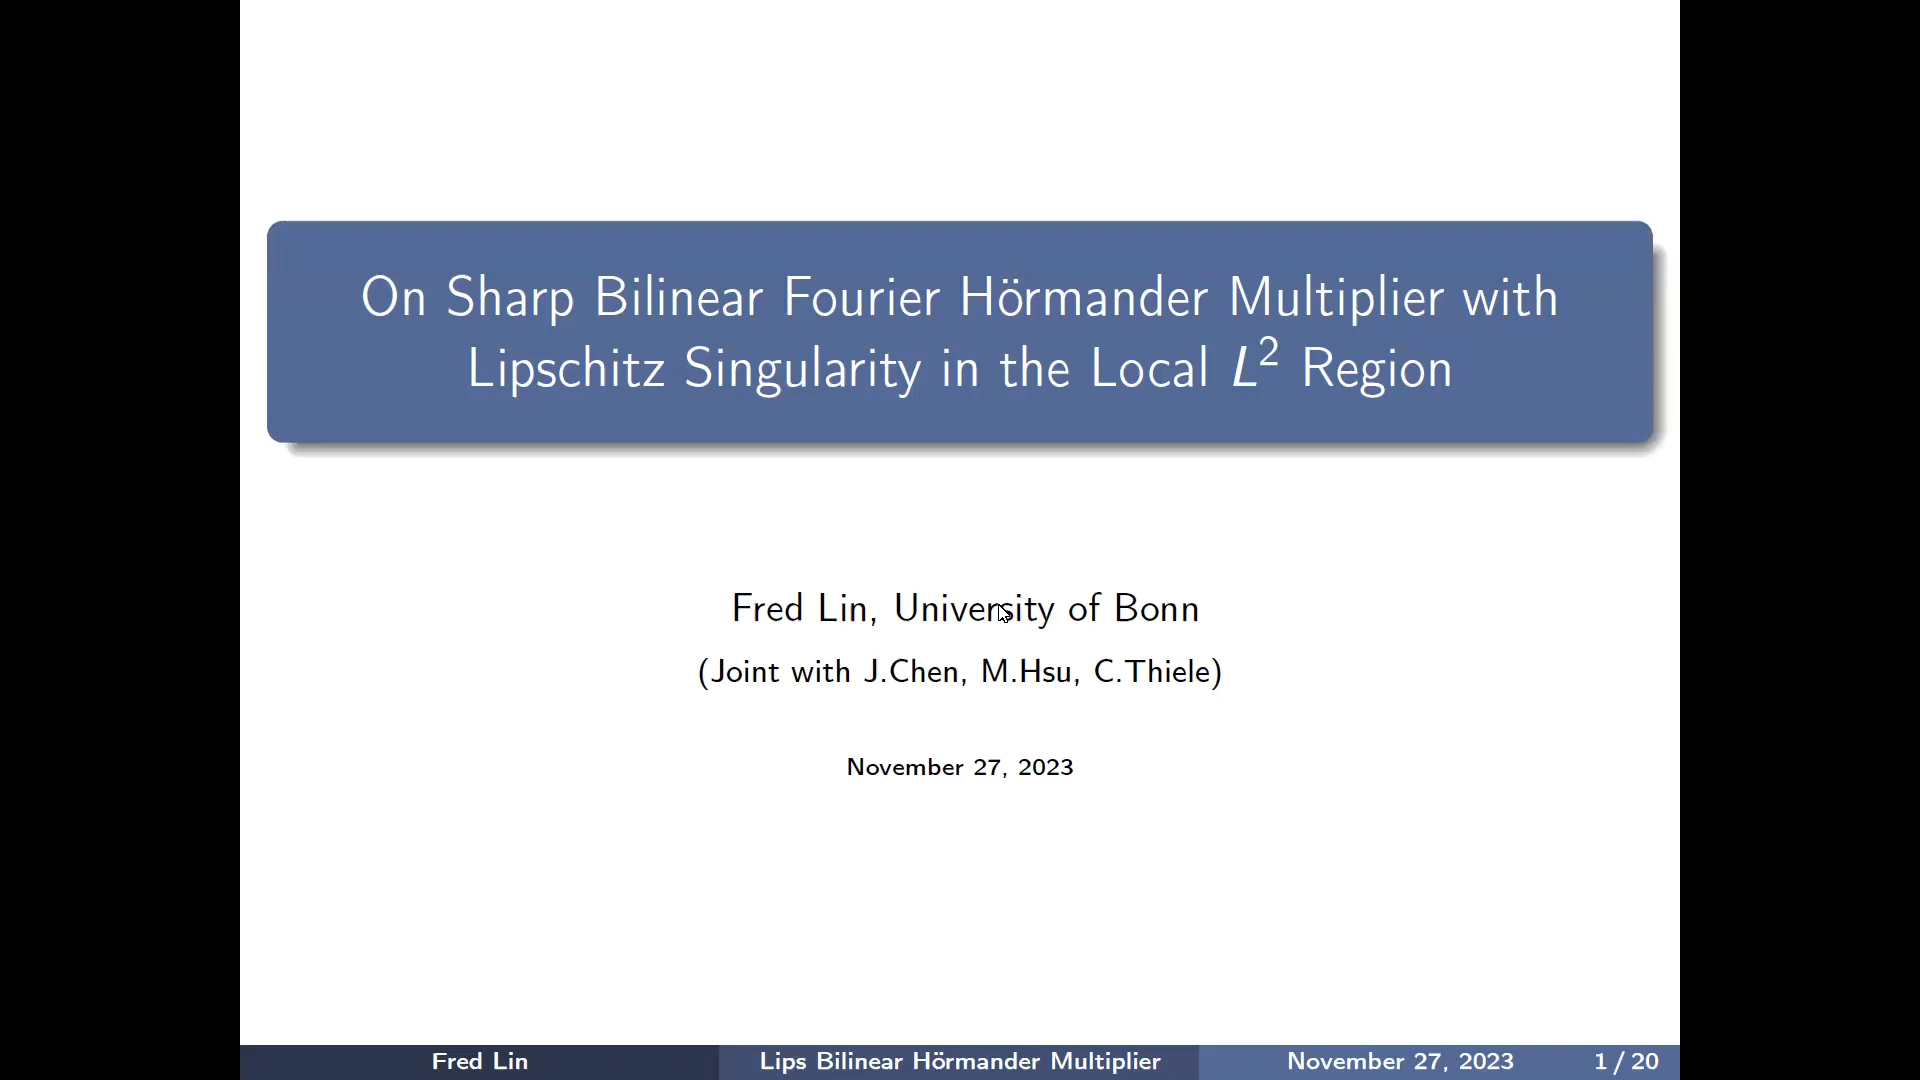 On Sharp Bilinear Fourier Hörmander Multiplier with
Lipschitz Singularity in the Local L² Region
Fred Lin, University of Bonn
(Joint with J.Chen, M.Hsu, C.Thiele)
November 27, 2023
Fred Lin Lips Bilinear Hörmander Multiplier November 27, 2023 1 / 20